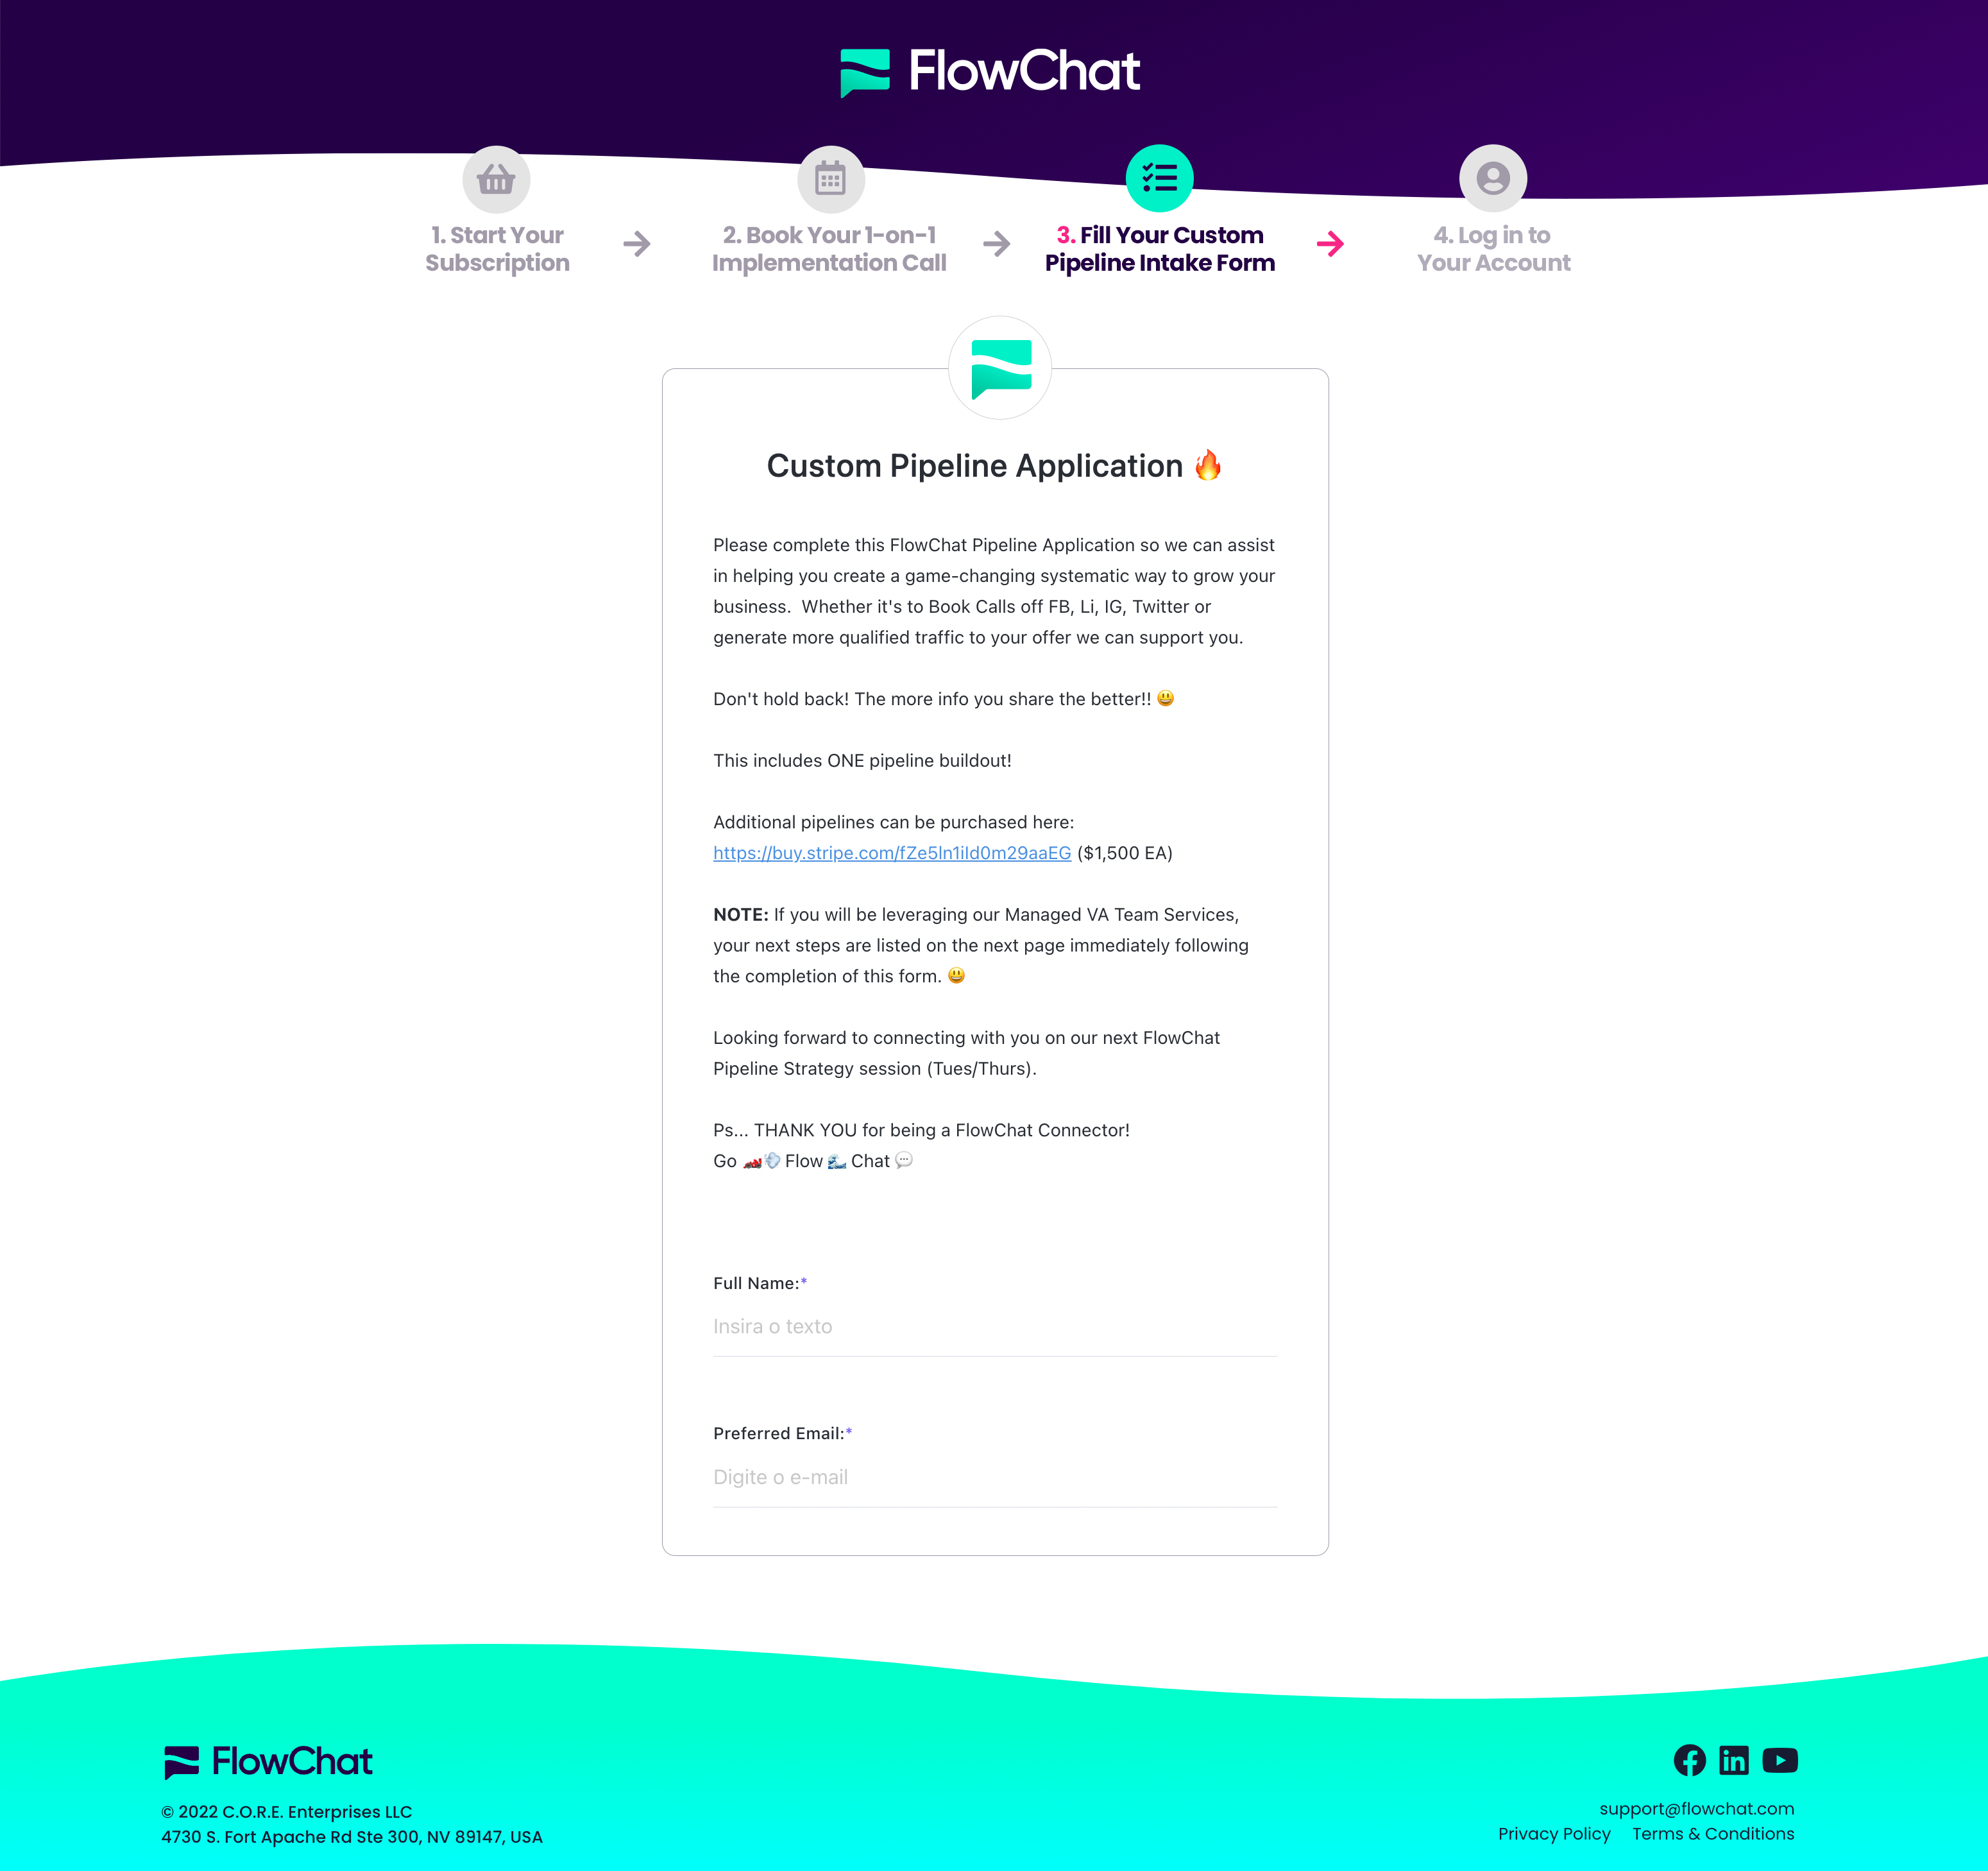 FlowChat
1. Start Your
Subscription
2. Book Your 1-on-1
Implementation Call
3. Fill Your Custom
Pipeline Intake Form
4. Log in to
Your Account
Custom Pipeline Application 🔥
Please complete this FlowChat Pipeline Application so we can assist
in helping you create a game-changing systematic way to grow your
business.  Whether it's to Book Calls off FB, Li, IG, Twitter or
generate more qualified traffic to your offer we can support you.
Don't hold back! The more info you share the better!! 😃
This includes ONE pipeline buildout!
Additional pipelines can be purchased here:
https://buy.stripe.com/fZe5ln1ild0m29aaEG ($1,500 EA)
NOTE: If you will be leveraging our Managed VA Team Services,
your next steps are listed on the next page immediately following
the completion of this form. 😃
Looking forward to connecting with you on our next FlowChat
Pipeline Strategy session (Tues/Thurs).
Ps... THANK YOU for being a FlowChat Connector!
Go 🏎💨 Flow 🌊 Chat 💬
Full Name:*
Insira o texto
Preferred Email:*
Digite o e-mail
FlowChat
© 2022 C.O.R.E. Enterprises LLC
4730 S. Fort Apache Rd Ste 300, NV 89147, USA
support@flowchat.com
Privacy Policy Terms & Conditions